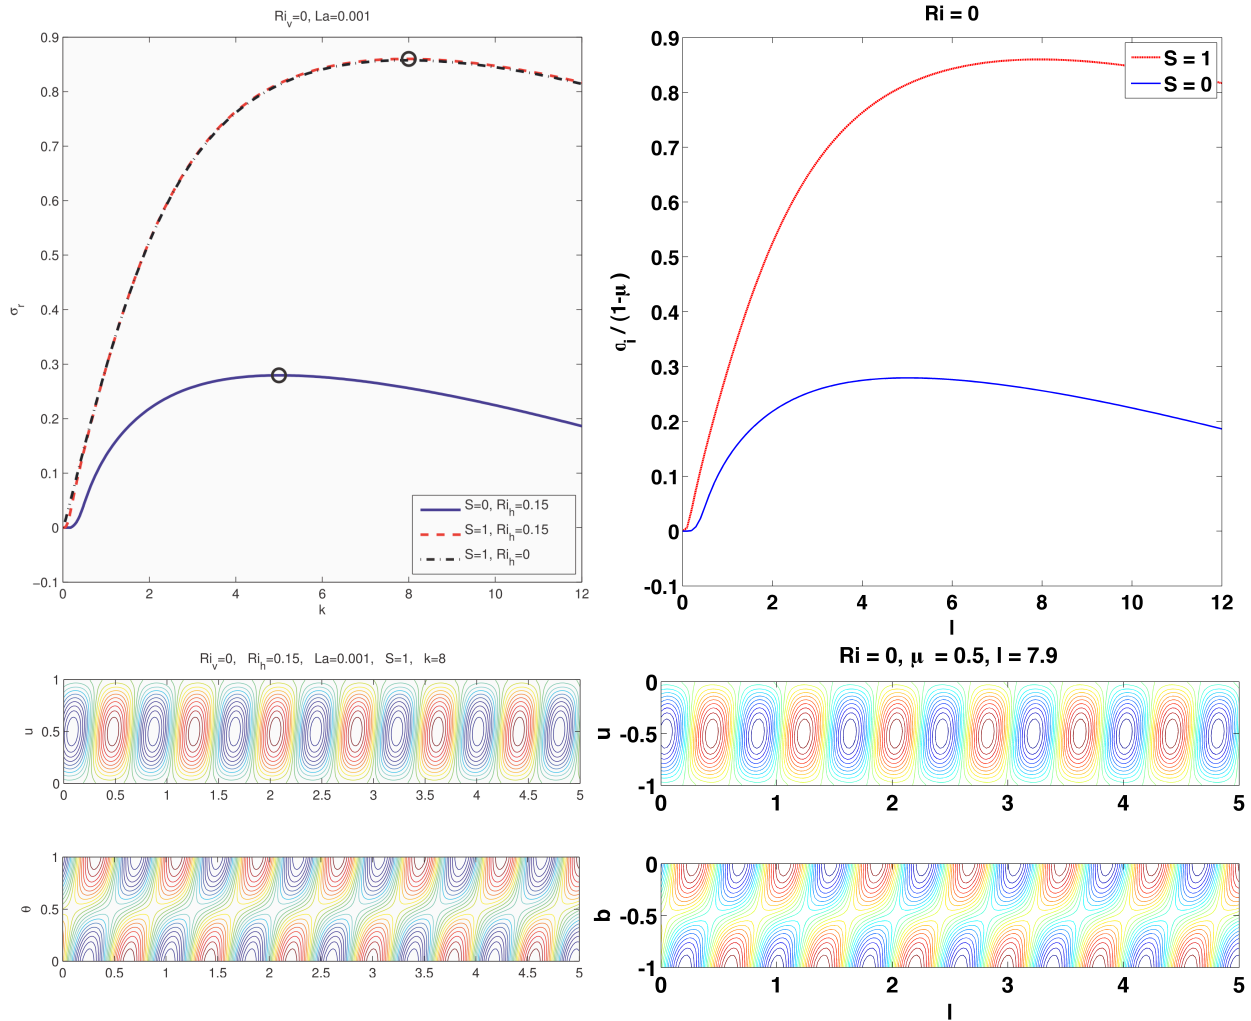 Ri_v=0, La=0.001
0.9
0.8
0.7
0.6
0.5
0.4
0.3
0.2
0.1
0
−0.1
σ_r
0 2 4 6 8 10 12
k
S=0, Ri_h=0.15
S=1, Ri_h=0.15
S=1, Ri_h=0
Ri = 0
0.9
0.8
0.7
0.6
0.5
0.4
0.3
0.2
0.1
0
-0.1
σ_i / (1-μ)
0 2 4 6 8 10 12
l
S = 1
S = 0
Ri_v=0, Ri_h=0.15, La=0.001, S=1, k=8
1
0.5
0
u
0 0.5 1 1.5 2 2.5 3 3.5 4 4.5 5
1
0.5
0
θ
0 0.5 1 1.5 2 2.5 3 3.5 4 4.5 5
Ri = 0, μ = 0.5, l = 7.9
0
-0.5
-1
u
0 1 2 3 4 5
0
-0.5
-1
b
0 1 2 3 4 5
l